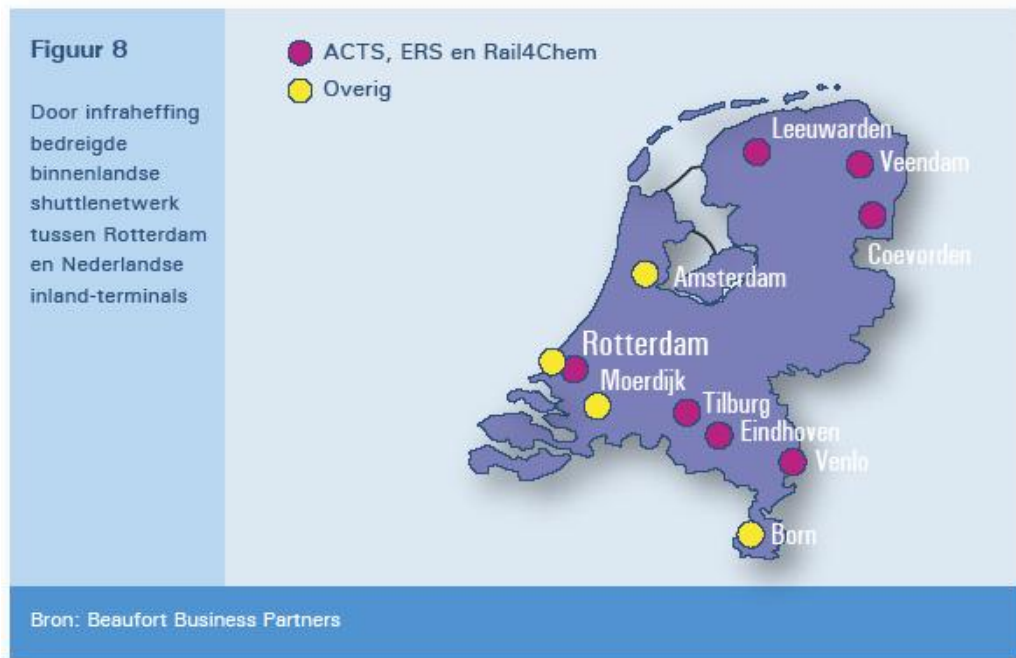 Figuur 8
Door infraheffing
bedreigde
binnenlandse
shuttlenetwerk
tussen Rotterdam
en Nederlandse
inland-terminals
ACTS, ERS en Rail4Chem
Overig
Leeuwarden
Veendam
Coevorden
Amsterdam
Rotterdam
Moerdijk
Tilburg
Eindhoven
Venlo
Born
Bron: Beaufort Business Partners